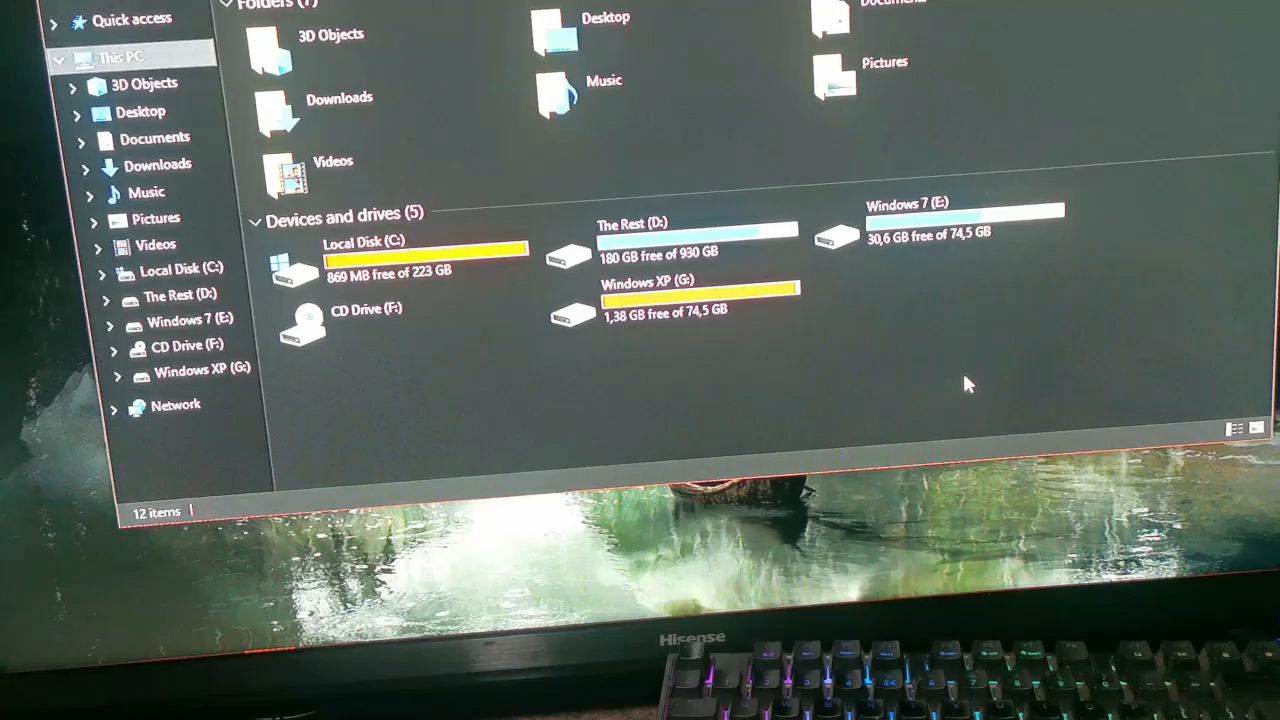 Quick access
This PC
3D Objects
Desktop
Documents
Downloads
Music
Pictures
Videos
Local Disk (C:)
The Rest (D:)
Windows 7 (E:)
CD Drive (F:)
Windows XP (G:)
Network
Folders (7)
3D Objects
Desktop
Documents
Downloads
Music
Pictures
Videos
Devices and drives (5)
Local Disk (C:)
869 MB free of 223 GB
The Rest (D:)
180 GB free of 930 GB
Windows 7 (E:)
30,6 GB free of 74,5 GB
CD Drive (F:)
Windows XP (G:)
1,38 GB free of 74,5 GB
12 items
Hisense